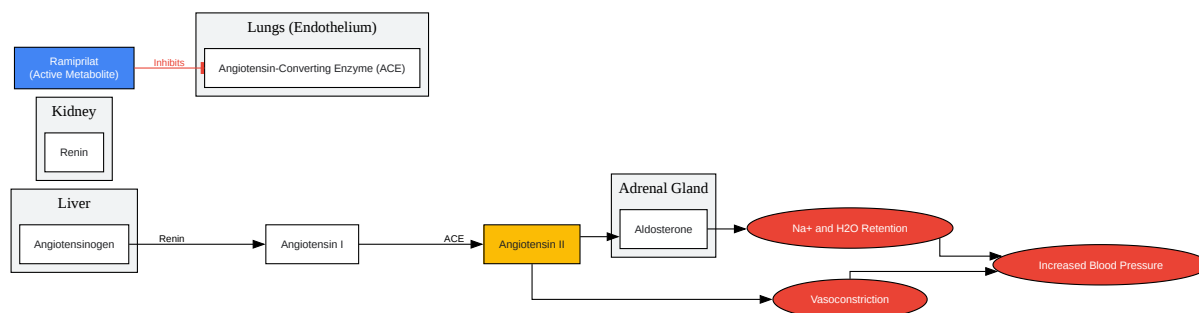 Lungs (Endothelium)
Ramiprilat
(Active Metabolite)
Inhibits
Angiotensin-Converting Enzyme (ACE)
Kidney
Renin
Liver
Angiotensinogen
Renin
Angiotensin I
ACE
Angiotensin II
Adrenal Gland
Aldosterone
Na+ and H2O Retention
Vasoconstriction
Increased Blood Pressure